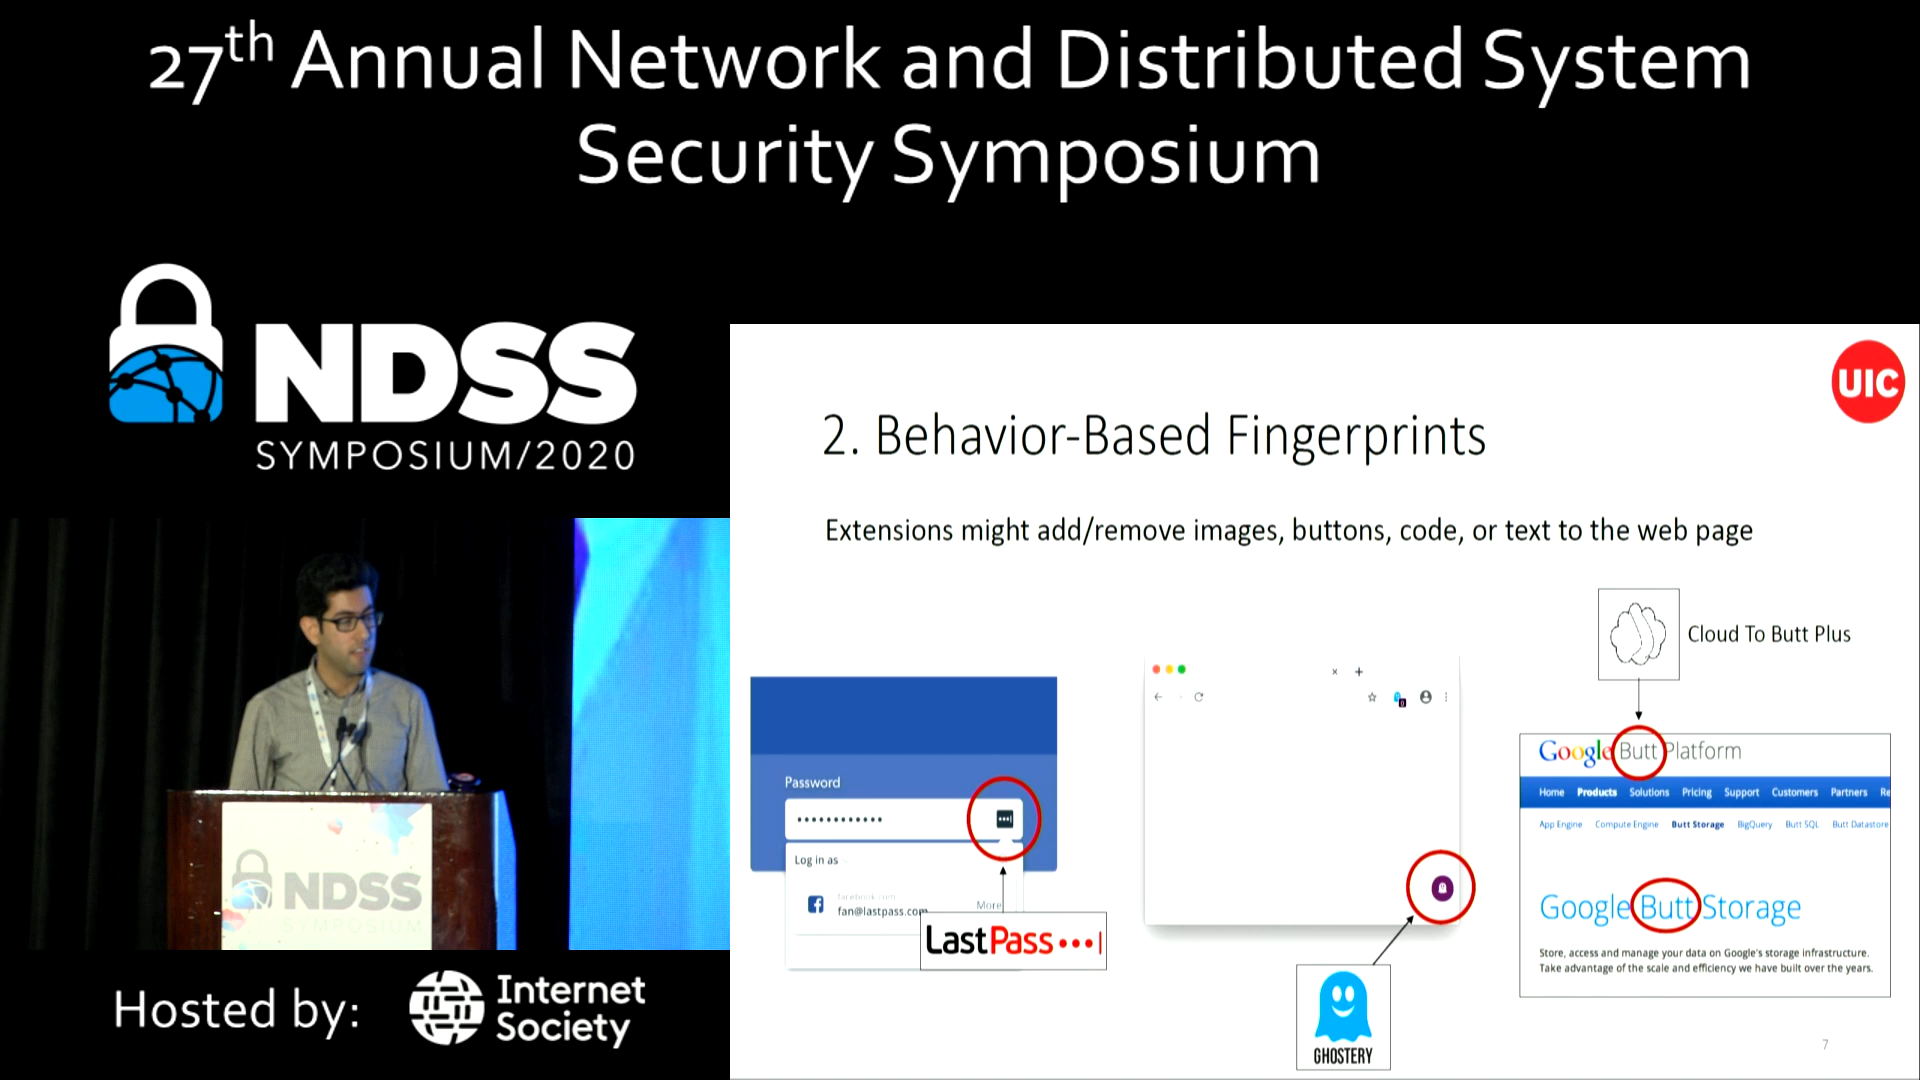 27th Annual Network and Distributed System
Security Symposium
NDSS
SYMPOSIUM/2020
UIC
2. Behavior-Based Fingerprints
Extensions might add/remove images, buttons, code, or text to the web page
Cloud To Butt Plus
Password
Log in as
facebook.com
fan@lastpass.com
More
LastPass
GHOSTERY
Google Butt Platform
Home Products Solutions Pricing Support Customers Partners Re
App Engine Compute Engine Butt Storage BigQuery Butt SQL Butt Datastore
Google Butt Storage
Store, access and manage your data on Google's storage infrastructure.
Take advantage of the scale and efficiency we have built over the years.
7
NDSS
SYMPOSIUM
Hosted by:
Internet
Society